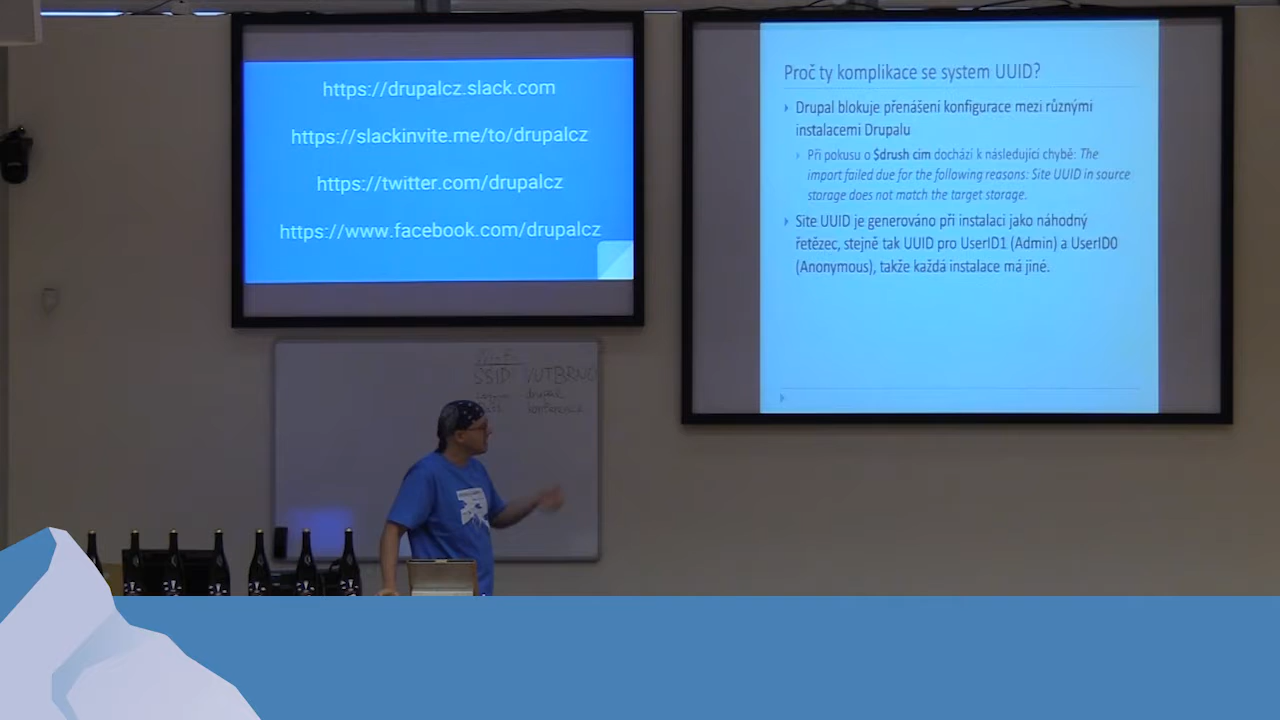 https://drupalcz.slack.com
https://slackinvite.me/to/drupalcz
https://twitter.com/drupalcz
https://www.facebook.com/drupalcz
Proč ty komplikace se system UUID?
Drupal blokuje přenášení konfigurace mezi různými
instalacemi Drupalu
Při pokusu o $drush cim dochází k následující chybě: The
import failed due for the following reasons: Site UUID in source
storage does not match the target storage.
Site UUID je generováno při instalaci jako náhodný
řetězec, stejně tak UUID pro UserID1 (Admin) a UserID0
(Anonymous), takže každá instalace má jiné.
SSID VUTBRNO
drupal
konference